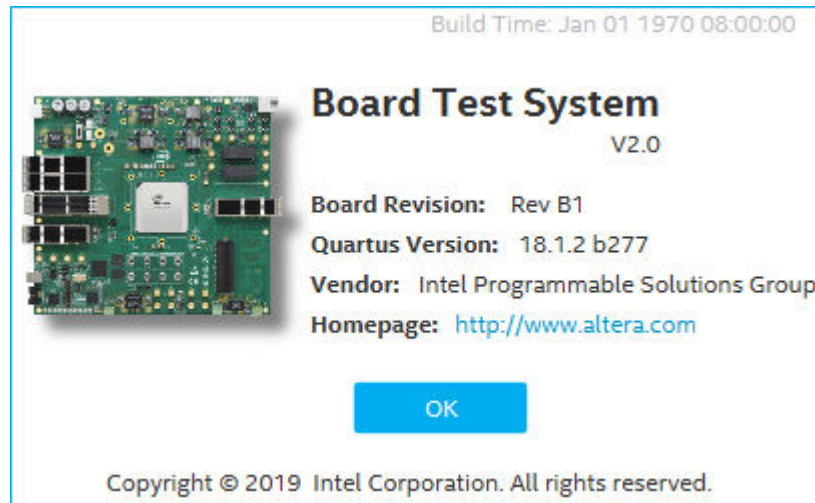 Build Time: Jan 01 1970 08:00:00
Board Test System
V2.0
Board Revision: Rev B1
Quartus Version: 18.1.2 b277
Vendor: Intel Programmable Solutions Group
Homepage: http://www.altera.com
OK
Copyright © 2019 Intel Corporation. All rights reserved.